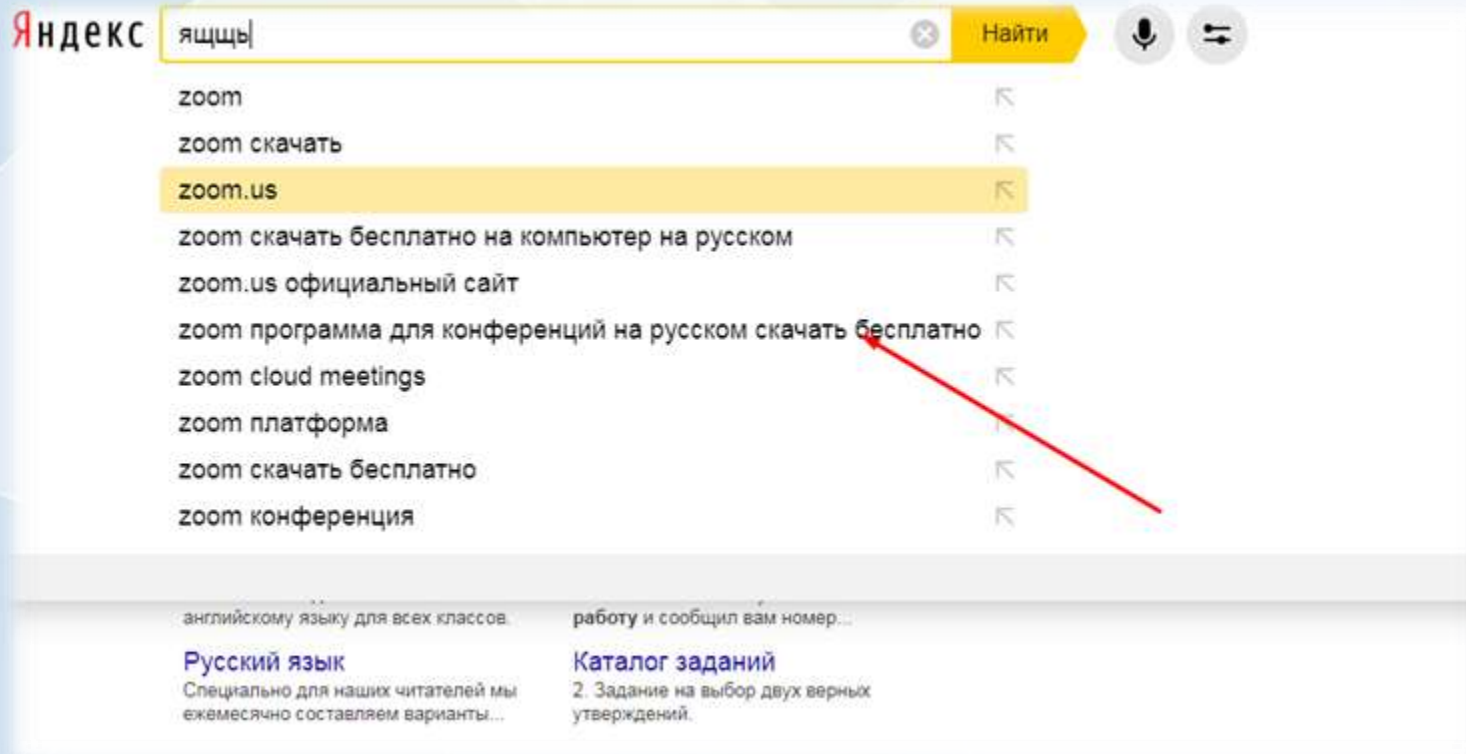 Яндекс ящщь Найти
zoom
zoom скачать
zoom.us
zoom скачать бесплатно на компьютер на русском
zoom.us официальный сайт
zoom программа для конференций на русском скачать бесплатно
zoom cloud meetings
zoom платформа
zoom скачать бесплатно
zoom конференция
английскому языку для всех классов.
работу и сообщил вам номер...
Русский язык
Специально для наших читателей мы
ежемесячно составляем варианты...
Каталог заданий
2. Задание на выбор двух верных
утверждений.